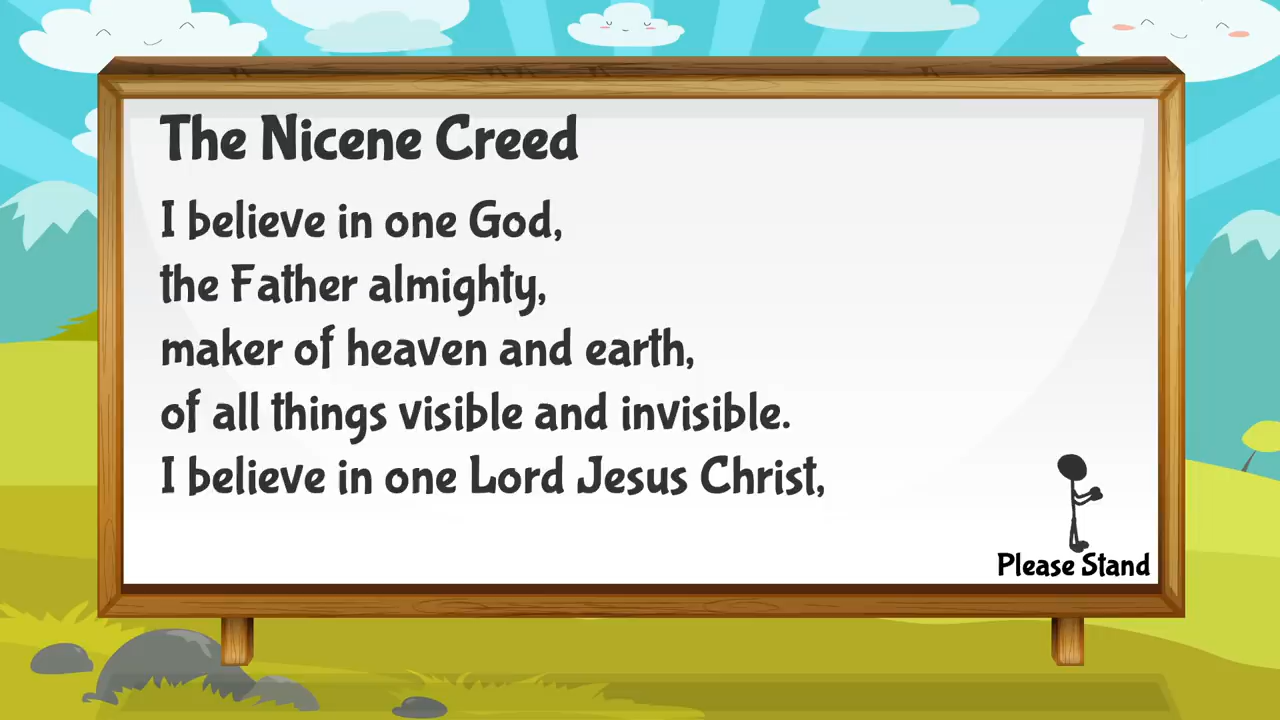 The Nicene Creed
I believe in one God,
the Father almighty,
maker of heaven and earth,
of all things visible and invisible.
I believe in one Lord Jesus Christ,
Please Stand